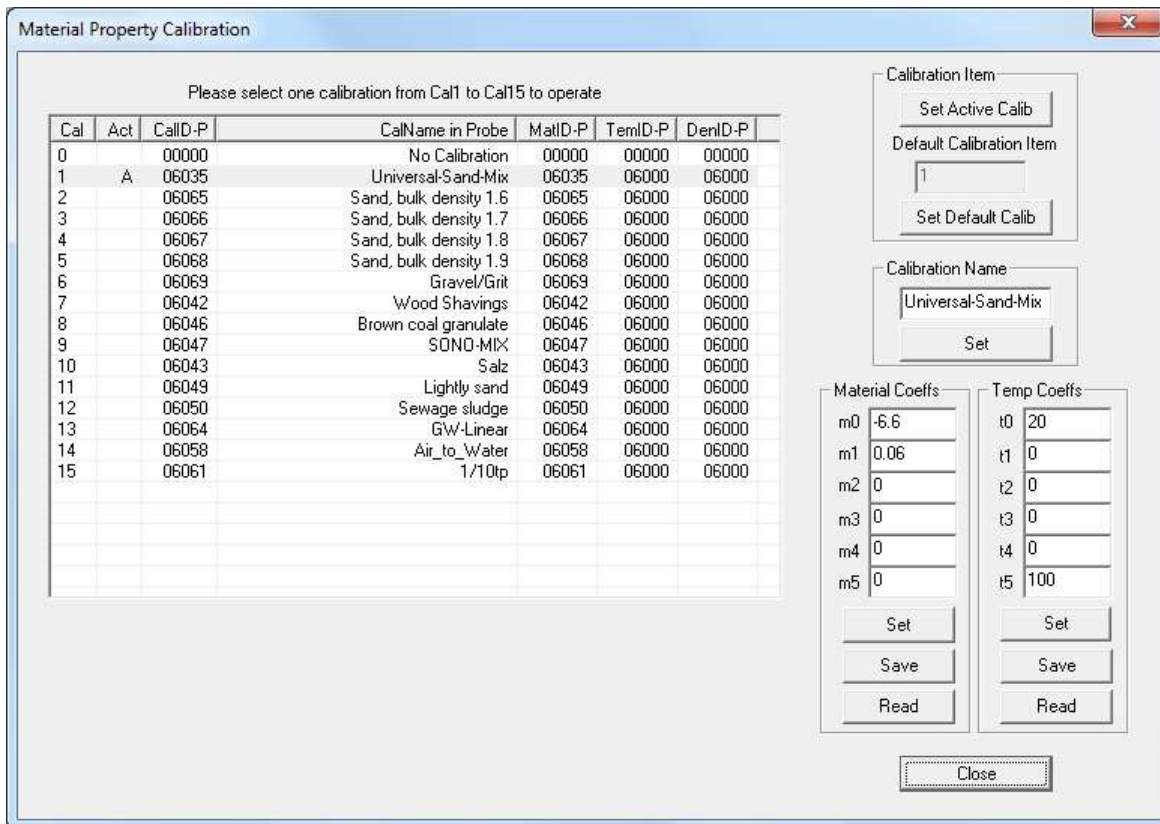 Material Property Calibration
Please select one calibration from Cal1 to Cal15 to operate
Cal Act CalID-P CalName in Probe MatID-P TemID-P DenID-P
0 00000 No Calibration 00000 00000 00000
1 A 06035 Universal-Sand-Mix 06035 06000 06000
2 06065 Sand, bulk density 1.6 06065 06000 06000
3 06066 Sand, bulk density 1.7 06066 06000 06000
4 06067 Sand, bulk density 1.8 06067 06000 06000
5 06068 Sand, bulk density 1.9 06068 06000 06000
6 06069 Gravel/Grit 06069 06000 06000
7 06042 Wood Shavings 06042 06000 06000
8 06046 Brown coal granulate 06046 06000 06000
9 06047 SONO-MIX 06047 06000 06000
10 06043 Salz 06043 06000 06000
11 06049 Lightly sand 06049 06000 06000
12 06050 Sewage sludge 06050 06000 06000
13 06064 GW-Linear 06064 06000 06000
14 06058 Air_to_Water 06058 06000 06000
15 06061 1/10tp 06061 06000 06000
Calibration Item
Set Active Calib
Default Calibration Item
1
Set Default Calib
Calibration Name
Universal-Sand-Mix
Set
Material Coeffs
m0 -6.6
m1 0.06
m2 0
m3 0
m4 0
m5 0
Set
Save
Read
Temp Coeffs
t0 20
t1 0
t2 0
t3 0
t4 0
t5 100
Set
Save
Read
Close